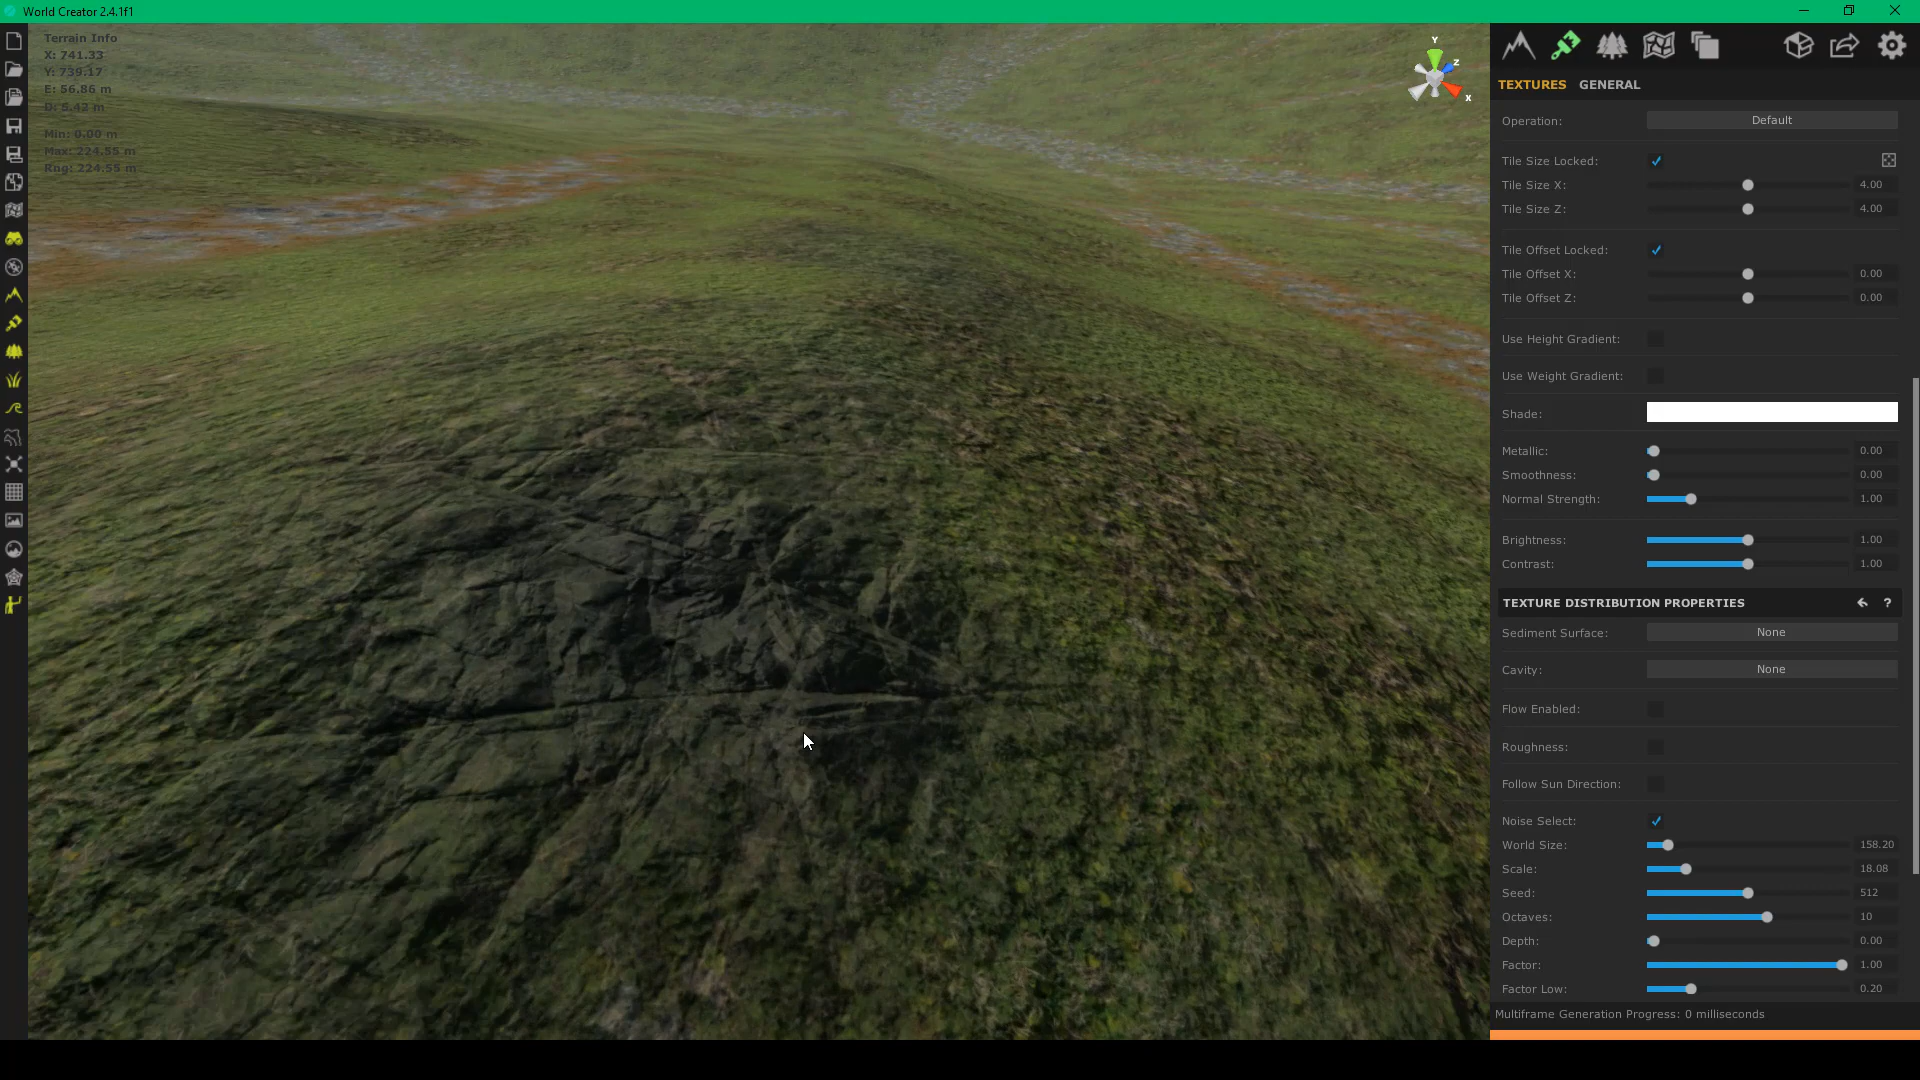 World Creator 2.4.1f1
Terrain Info
X: 741.33
Y: 739.17
E: 56.86 m
D: 5.42 m
Min: 0.00 m
Max: 224.55 m
Rng: 224.55 m
Y
Z
X
TEXTURES GENERAL
Operation: Default
Tile Size Locked:
Tile Size X: 4.00
Tile Size Z: 4.00
Tile Offset Locked:
Tile Offset X: 0.00
Tile Offset Z: 0.00
Use Height Gradient:
Use Weight Gradient:
Shade:
Metallic: 0.00
Smoothness: 0.00
Normal Strength: 1.00
Brightness: 1.00
Contrast: 1.00
TEXTURE DISTRIBUTION PROPERTIES ?
Sediment Surface: None
Cavity: None
Flow Enabled:
Roughness:
Follow Sun Direction:
Noise Select:
World Size: 158.20
Scale: 18.08
Seed: 512
Octaves: 10
Depth: 0.00
Factor: 1.00
Factor Low: 0.20
Multiframe Generation Progress: 0 milliseconds